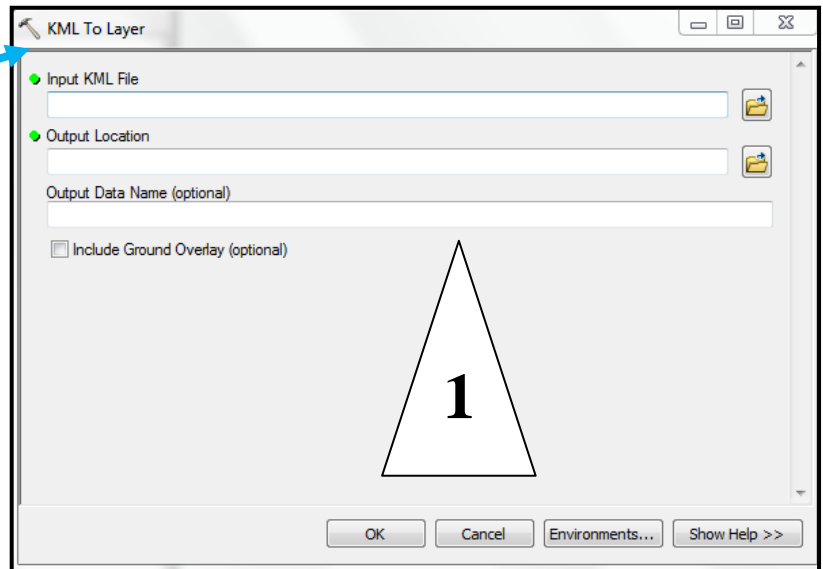 KML To Layer
Input KML File
Output Location
Output Data Name (optional)
Include Ground Overlay (optional)
1
OK Cancel Environments... Show Help >>